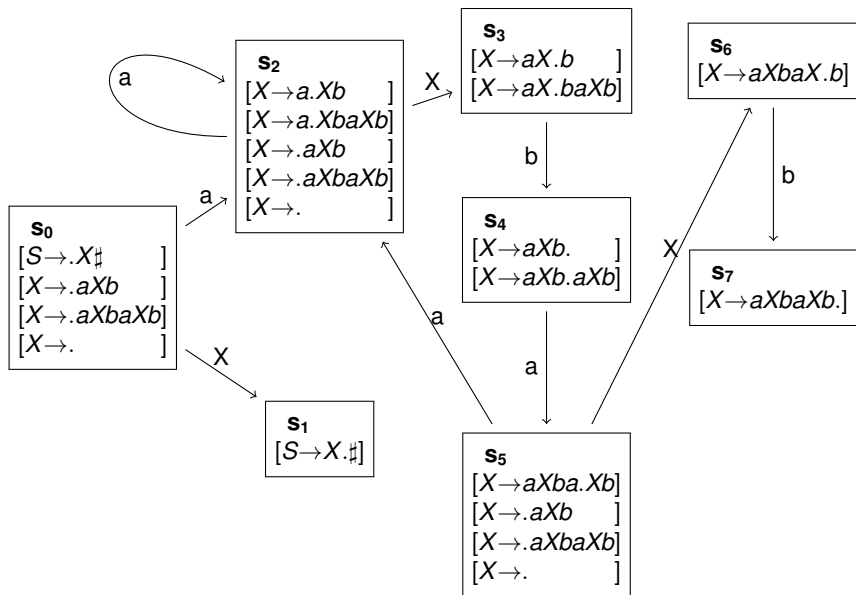 s0
[S→.X♯ ]
[X→.aXb ]
[X→.aXbaXb]
[X→. ]
a
X
s1
[S→X.♯]
a
s2
[X→a.Xb ]
[X→a.XbaXb]
[X→.aXb ]
[X→.aXbaXb]
[X→. ]
X
s3
[X→aX.b ]
[X→aX.baXb]
b
s4
[X→aXb. ]
[X→aXb.aXb]
a
a
s5
[X→aXba.Xb]
[X→.aXb ]
[X→.aXbaXb]
[X→. ]
X
s6
[X→aXbaX.b]
b
s7
[X→aXbaXb.]